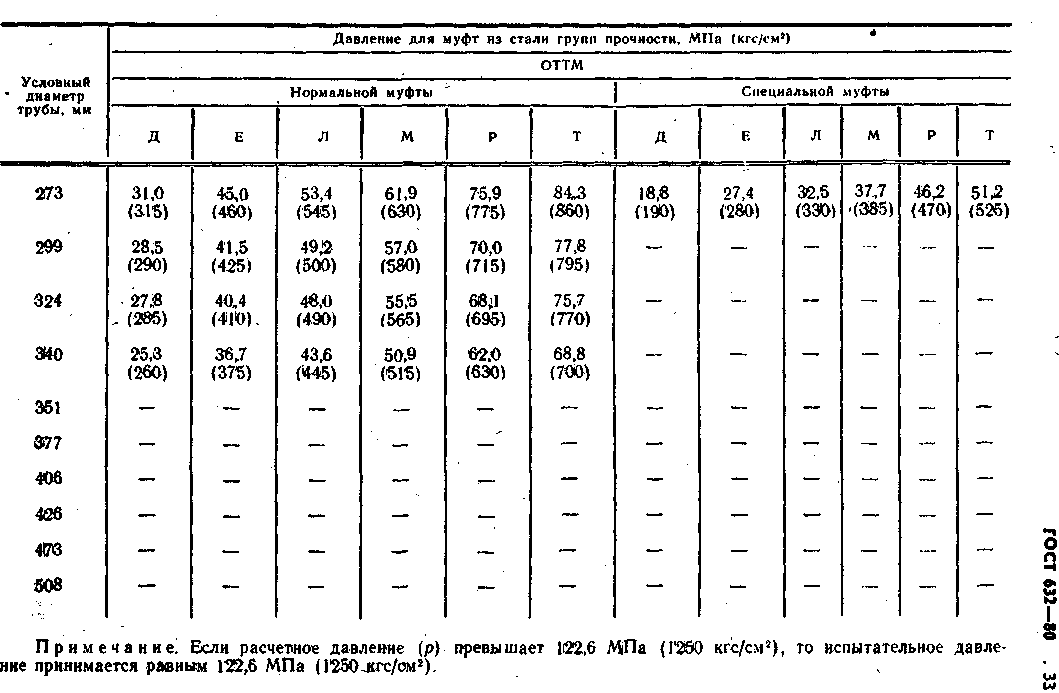 Давление для муфт из стали групп прочности, МПа (кгс/см²)
Условный диаметр трубы, мм
ОТТМ
Нормальной муфты Специальной муфты
Д Е Л М Р Т Д Е Л М Р Т
273 31,0 45,0 53,4 61,9 75,9 84,3 18,8 27,4 32,5 37,7 46,2 51,2
(315) (460) (545) (630) (775) (860) (190) (280) (330) (385) (470) (525)
299 28,5 41,5 49,2 57,0 70,0 77,8 — — — — — —
(290) (425) (500) (580) (715) (795)
324 27,8 40,4 48,0 55,5 68,1 75,7 — — — — — —
(285) (410) (490) (565) (695) (770)
340 25,3 36,7 43,6 50,9 62,0 68,8 — — — — — —
(260) (375) (445) (515) (630) (700)
351 — — — — — — — — — — — —
377 — — — — — — — — — — — —
406 — — — — — — — — — — — —
426 — — — — — — — — — — — —
473 — — — — — — — — — — — —
508 — — — — — — — — — — — —
Примечание. Если расчетное давление (p) превышает 122,6 МПа (1250 кгс/см²), то испытательное давле-
ние принимается равным 122,6 МПа (1250 кгс/см²).
ГОСТ 632—80 . 33